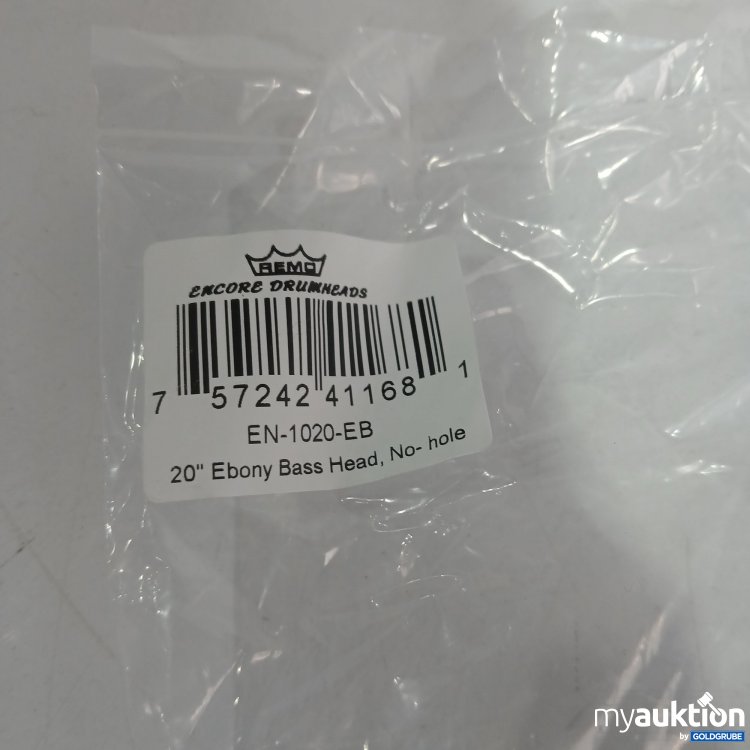 REMO
ENCORE DRUMHEADS
7 57242 41168 1
EN-1020-EB
20" Ebony Bass Head, No- hole
myauktion
by GOLDGRUBE